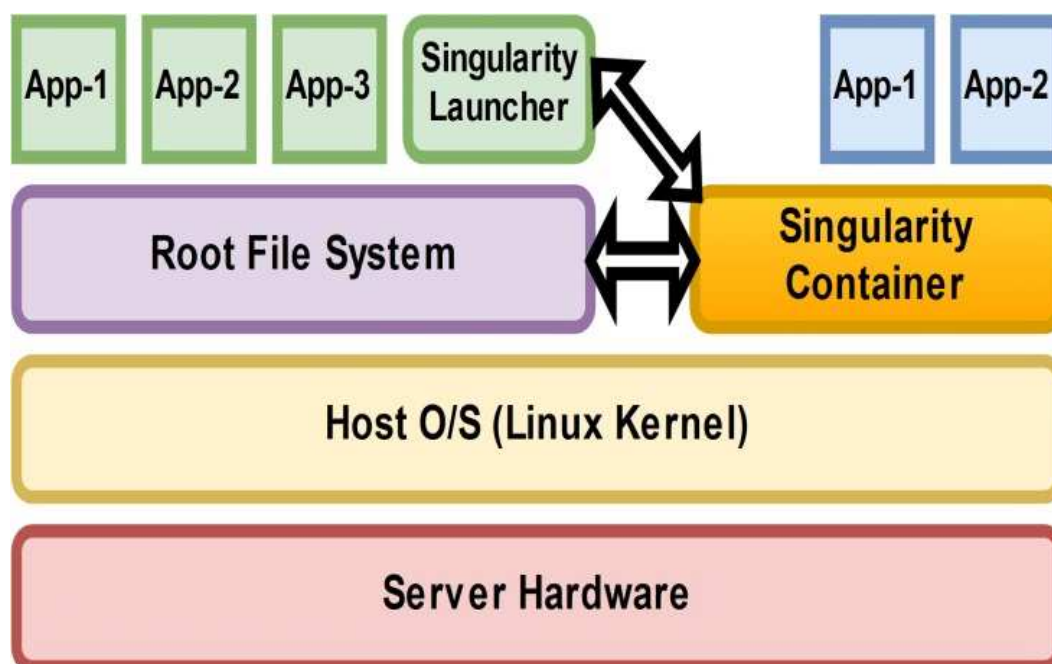 App-1
App-2
App-3
Singularity
Launcher
App-1
App-2
Root File System
Singularity
Container
Host O/S (Linux Kernel)
Server Hardware